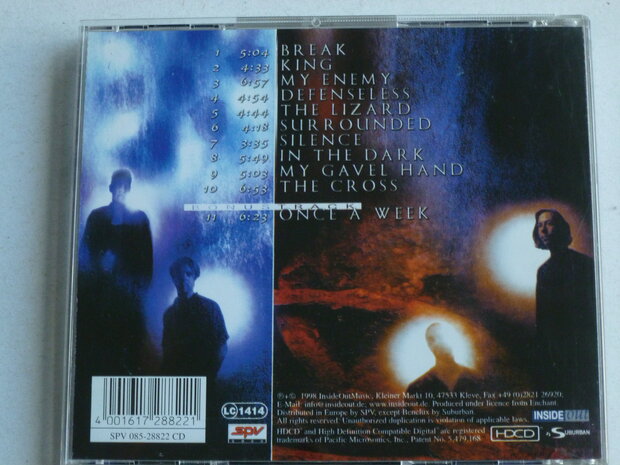 1 5:04 BREAK
2 4:33 KING
3 6:57 MY ENEMY
4 4:54 DEFENSELESS
5 4:44 THE LIZARD
6 4:18 SURROUNDED
7 3:35 SILENCE
8 5:49 IN THE DARK
9 5:03 MY GAVEL HAND
10 6:53 THE CROSS
BONUSTRACK
11 6:23 ONCE A WEEK
4 001617 288221
SPV 085-28822 CD
LC 1414
SPV
℗+© 1998 InsideOutMusic, Kleiner Markt 10, 47533 Kleve, Fax +49 (0)2821 26920;
E-Mail: info@insideout.de, www.insideout.de. Produced under licence from Enchant.
Distributed in Europe by SPV, except Benelux by Suburban.
All rights reserved. Unauthorized duplication is violation of applicable laws.
HDCD and High Definition Compatible Digital are registered
trademarks of Pacific Microsonics, Inc., Patent No. 5,479,168
INSIDEOUT
HDCD
SUBURBAN